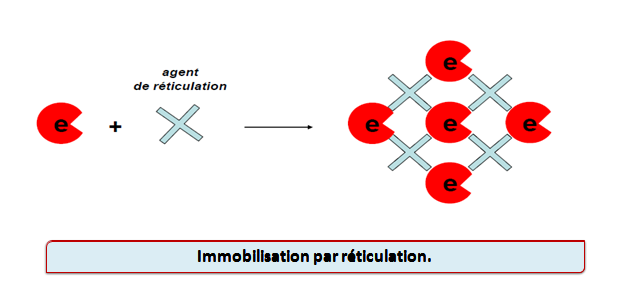 agent
de réticulation
e
e + e e e
e
Immobilisation par réticulation.